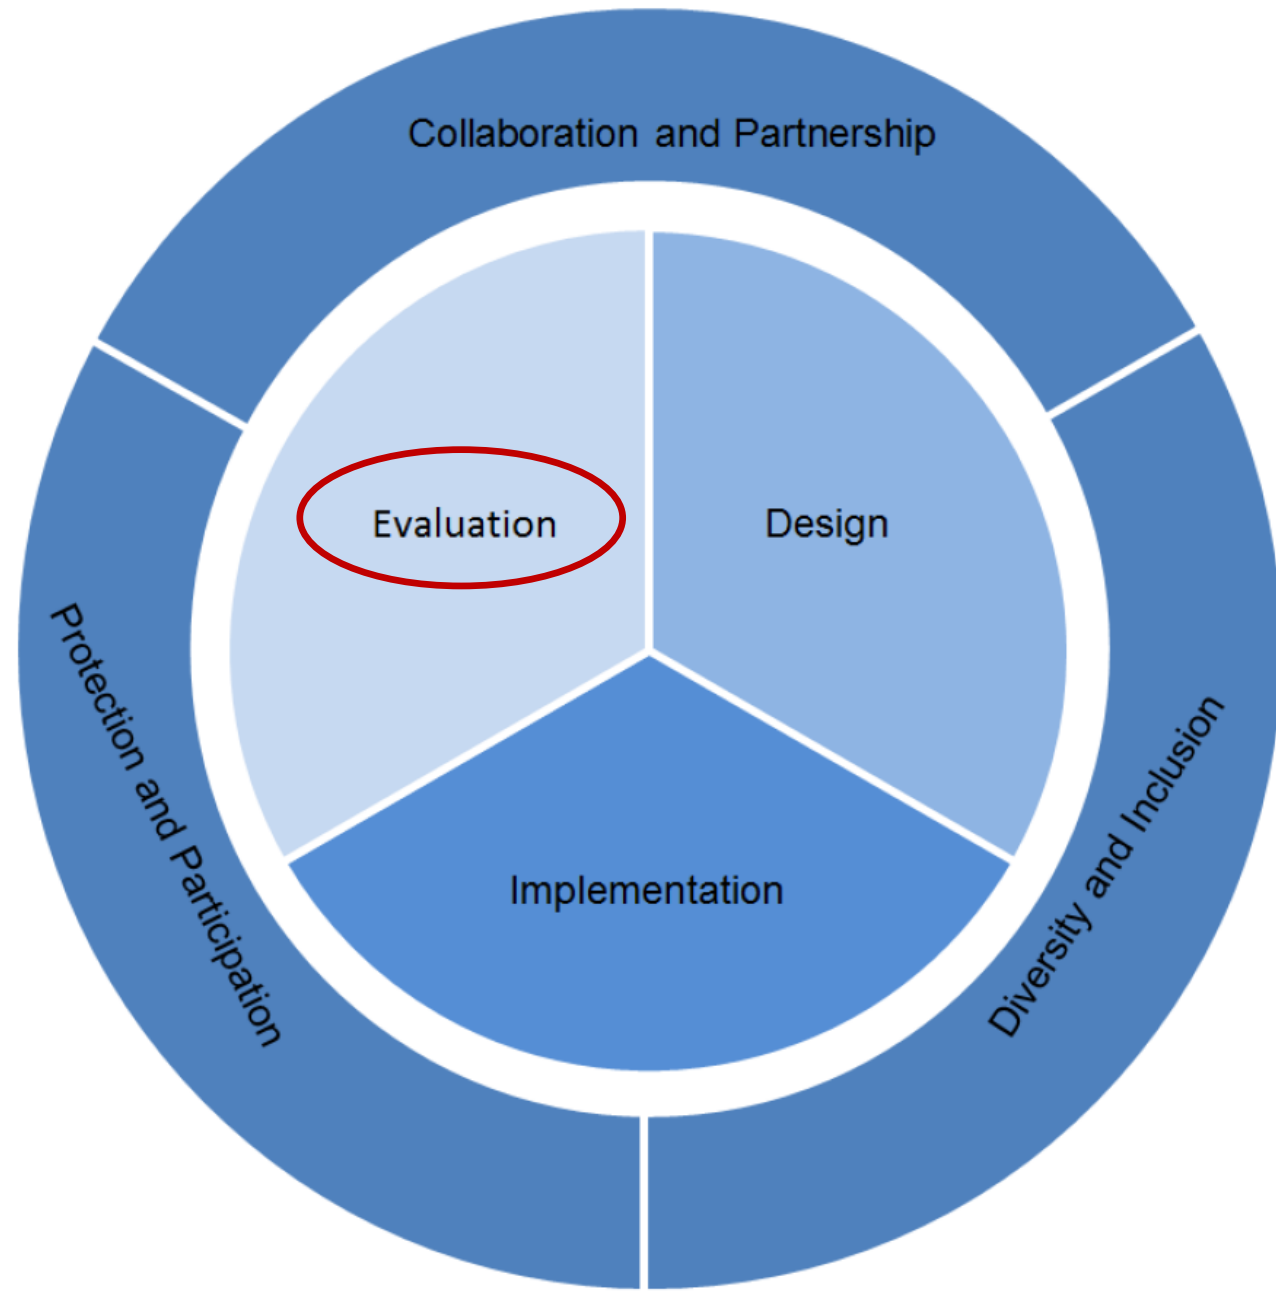 Collaboration and Partnership
Evaluation
Design
Protection and Participation
Diversity and Inclusion
Implementation